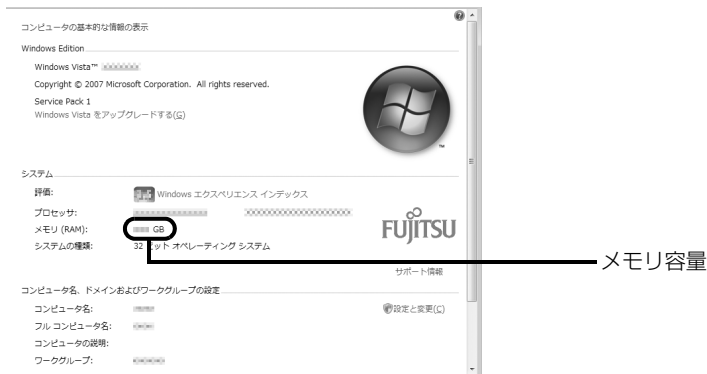 コンピュータの基本的な情報の表示
Windows Edition
Windows Vista™
Copyright © 2007 Microsoft Corporation. All rights reserved.
Service Pack 1
Windows Vista をアップグレードする(G)
システム
評価: Windows エクスペリエンス インデックス
プロセッサ:
メモリ (RAM): GB
システムの種類: 32 ビット オペレーティング システム
FUJITSU
メモリ容量
サポート情報
コンピュータ名、ドメインおよびワークグループの設定
コンピュータ名: 設定と変更(C)
フル コンピュータ名:
コンピュータの説明:
ワークグループ: